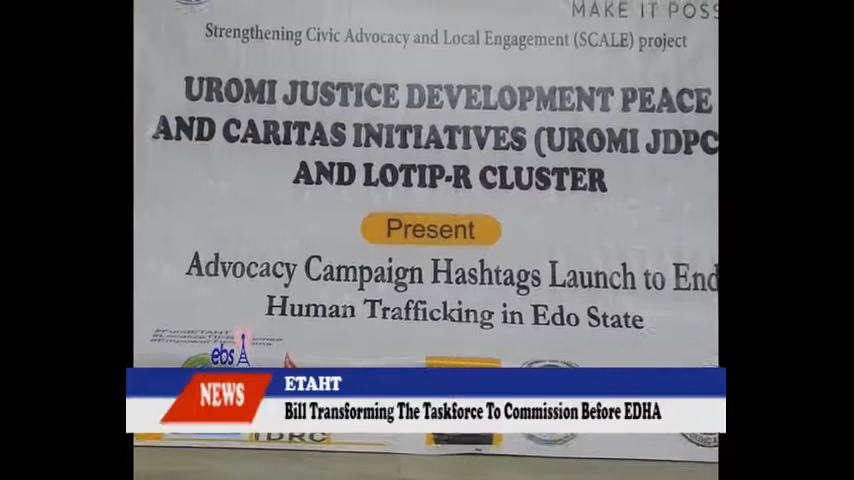 MAKE IT POSS
Strengthening Civic Advocacy and Local Engagement (SCALE) project
UROMI JUSTICE DEVELOPMENT PEACE
AND CARITAS INITIATIVES (UROMI JDPC
AND LOTIP-R CLUSTER
Present
Advocacy Campaign Hashtags Launch to End
Human Trafficking in Edo State
#FundETAHT
ebs
NEWS
ETAHT
Bill Transforming The Taskforce To Commission Before EDHA